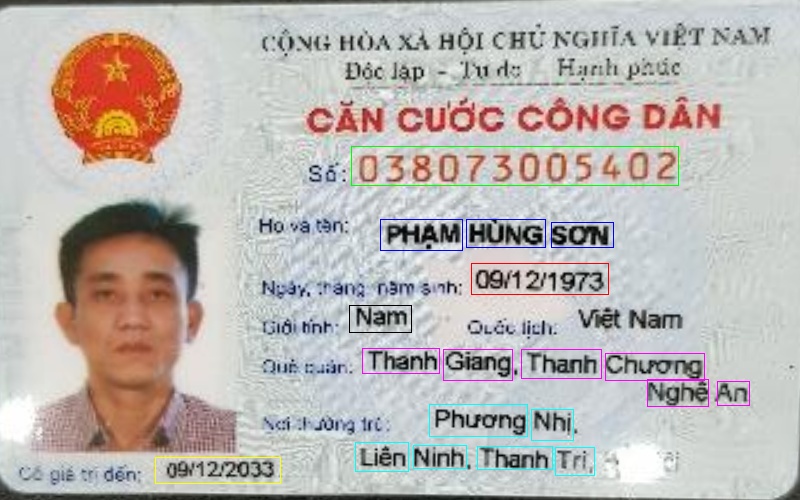 CỘNG HÒA XÃ HỘI CHỦ NGHĨA VIỆT NAM
Độc lập - Tự do Hạnh phúc
CĂN CƯỚC CÔNG DÂN
Số: 038073005402
Họ và tên: PHẠM HÙNG SƠN
Ngày, tháng, năm sinh: 09/12/1973
Giới tính: Nam Quốc tịch: Việt Nam
Quê quán: Thanh Giang, Thanh Chương
Nghệ An
Nơi thường trú: Phương Nhị,
Liên Ninh, Thanh Trì,
Có giá trị đến: 09/12/2033